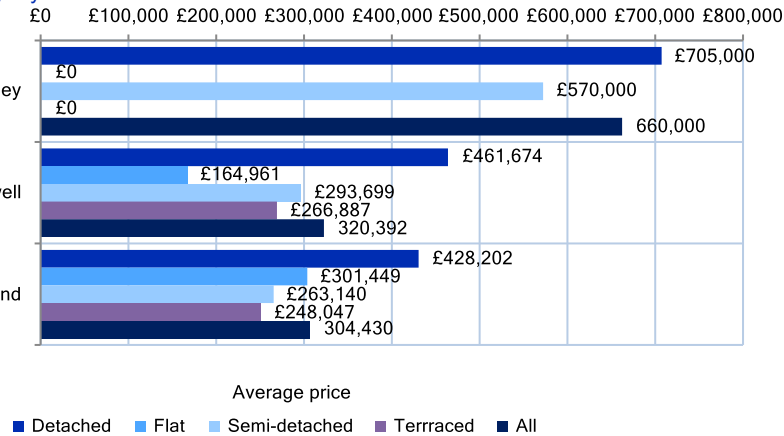 £0 £100,000 £200,000 £300,000 £400,000 £500,000 £600,000 £700,000 £800,000
£705,000
£0
ey £570,000
£0
660,000
£461,674
£164,961
ell £293,699
£266,887
320,392
£428,202
£301,449
nd £263,140
£248,047
304,430
Average price
Detached Flat Semi-detached Terrraced All